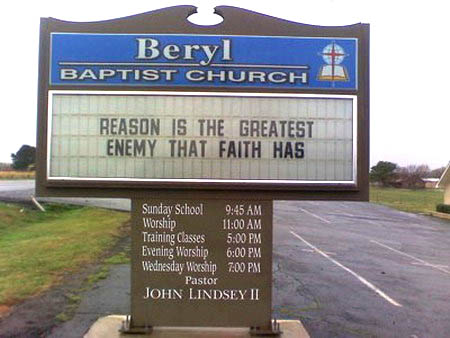 Beryl
BAPTIST CHURCH
REASON IS THE GREATEST
ENEMY THAT FAITH HAS
Sunday School 9:45 AM
Worship 11:00 AM
Training Classes 5:00 PM
Evening Worship 6:00 PM
Wednesday Worship 7:00 PM
Pastor
JOHN LINDSEY II